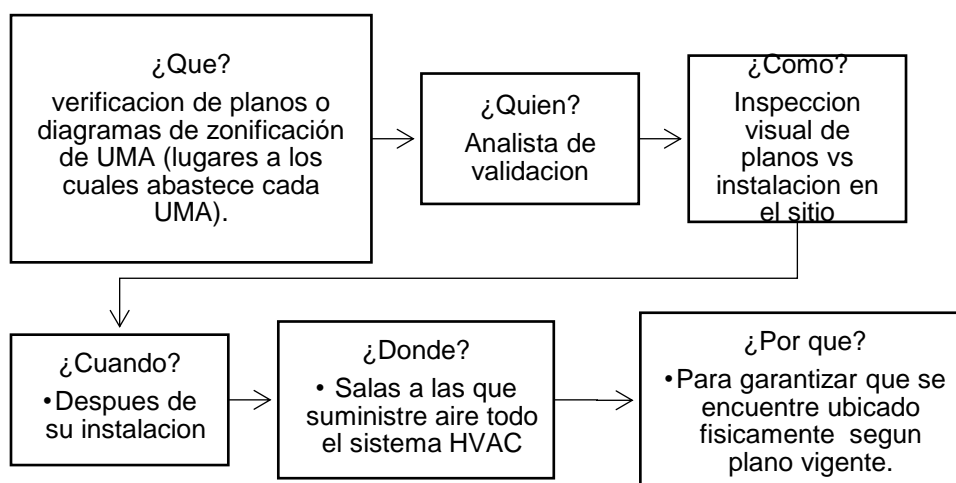 ¿Que?
verificacion de planos o
diagramas de zonificación
de UMA (lugares a los
cuales abastece cada
UMA).
¿Quien?
Analista de
validacion
¿Como?
Inspeccion
visual de
planos vs
instalacion en
el sitio
¿Cuando?
•Despues de
su instalacion
¿Donde?
• Salas a las que
suministre aire todo
el sistema HVAC
¿Por que?
•Para garantizar que se
encuentre ubicado
fisicamente segun
plano vigente.